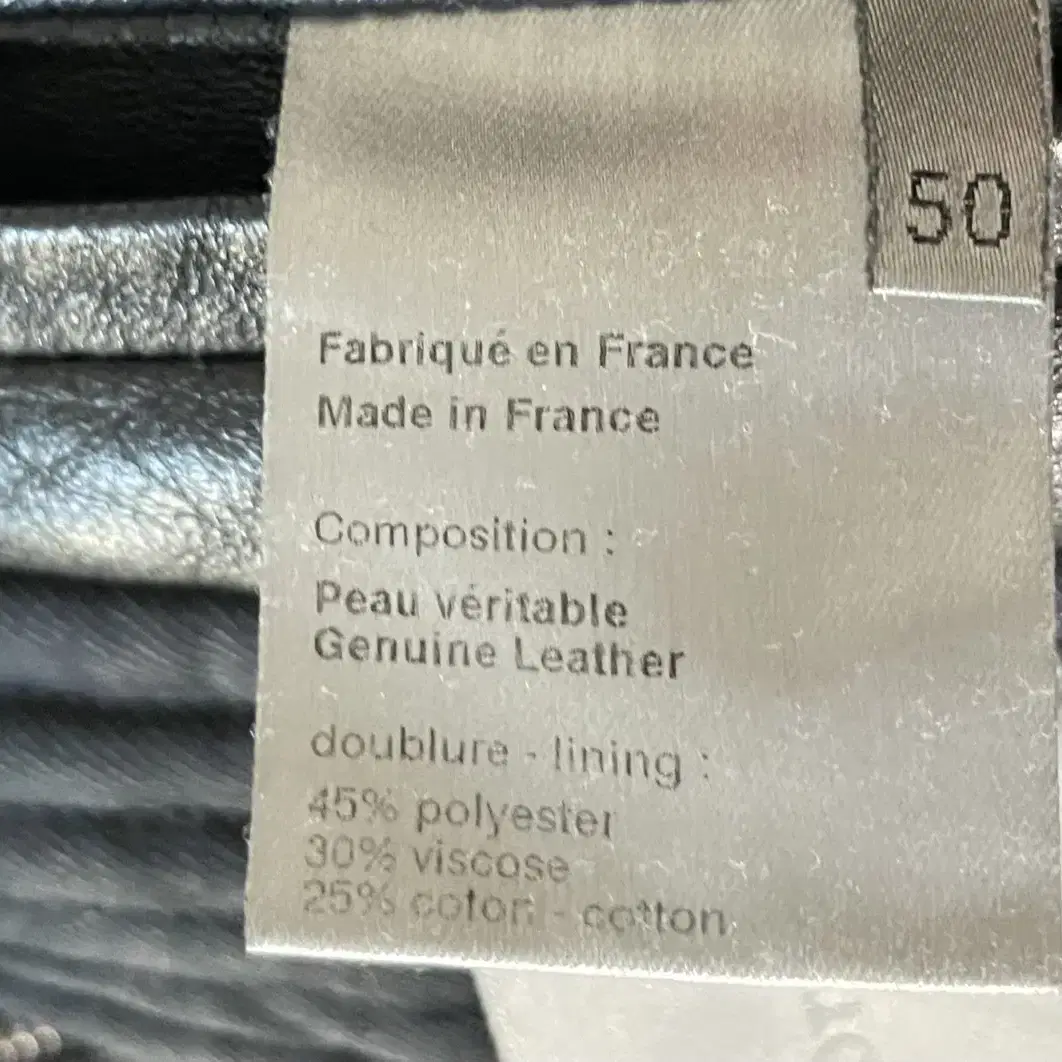 50
Fabriqué en France
Made in France
Composition :
Peau véritable
Genuine Leather
doublure - lining :
45% polyester
30% viscose
25% coton - cotton